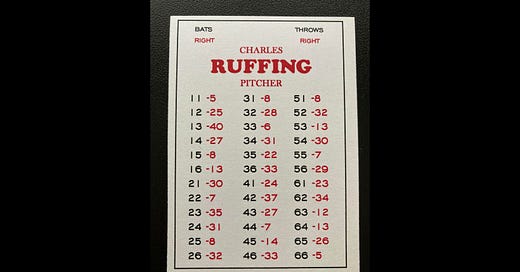 BATS THROWS
RIGHT RIGHT
CHARLES
RUFFING
PITCHER
11 -5 31 -8 51 -8
12 -25 32 -28 52 -32
13 -40 33 -6 53 -13
14 -27 34 -31 54 -30
15 -8 35 -22 55 -7
16 -13 36 -33 56 -29
21 -30 41 -24 61 -23
22 -7 42 -37 62 -34
23 -35 43 -27 63 -12
24 -31 44 -7 64 -13
25 -8 45 -14 65 -26
26 -32 46 -33 66 -5